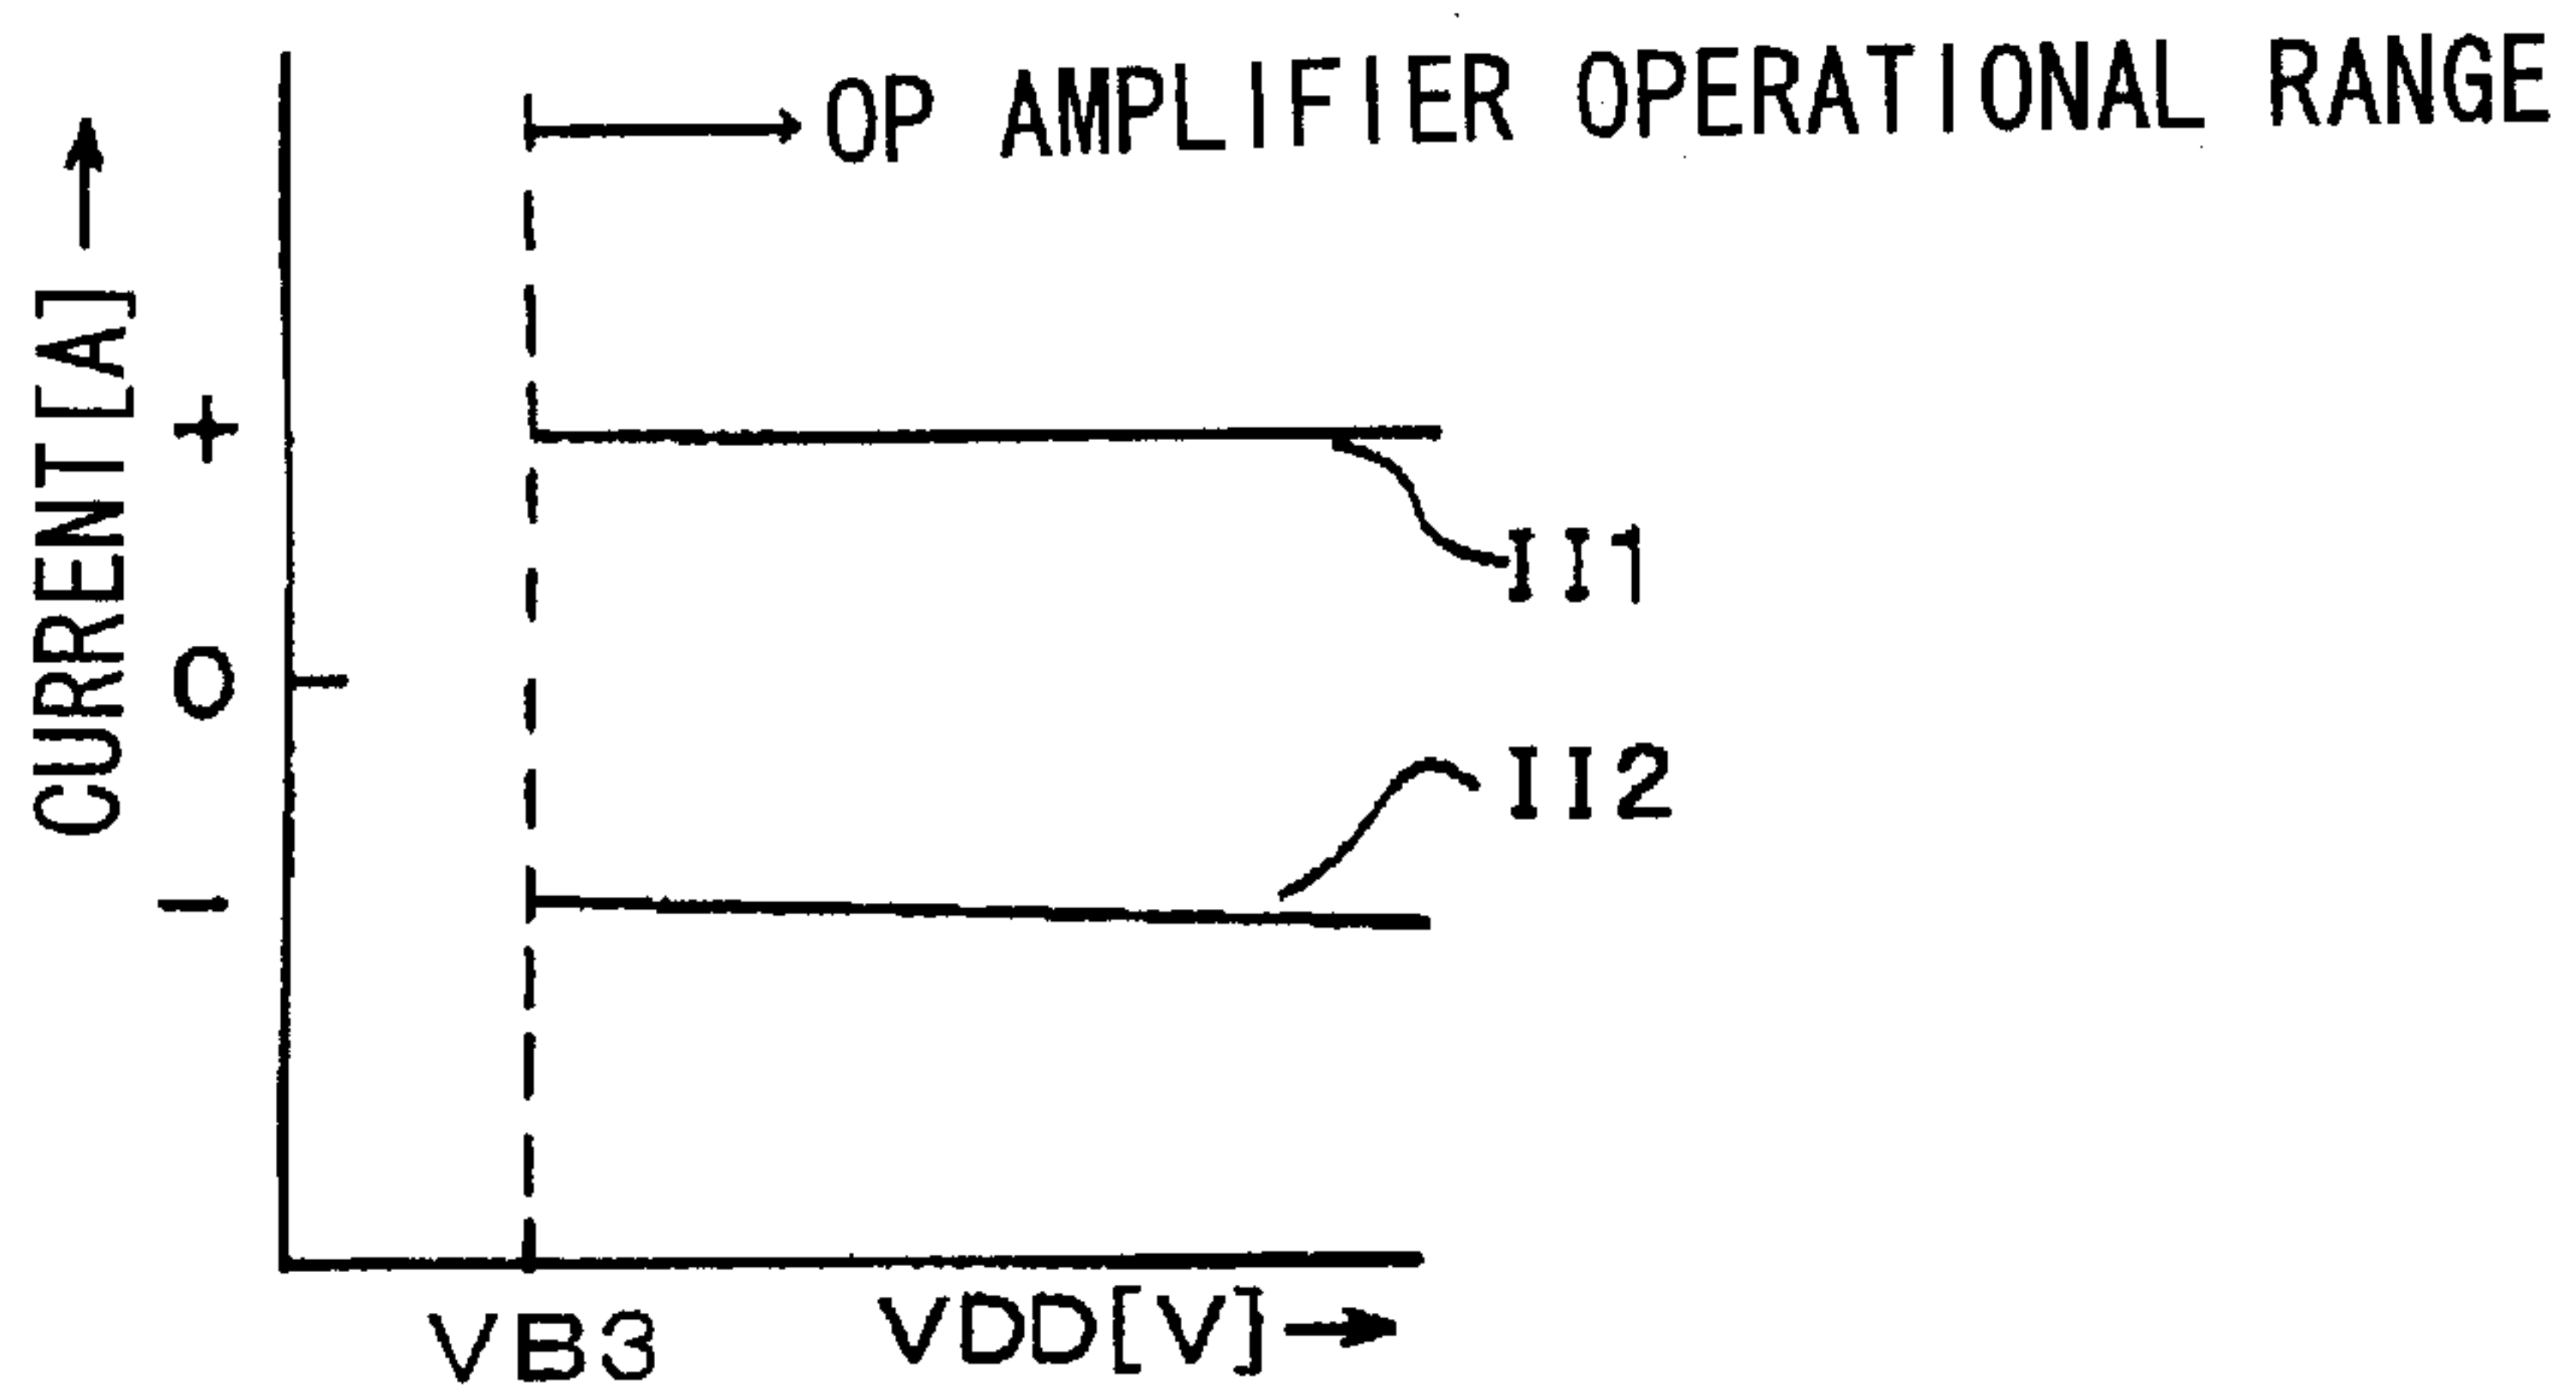 OP AMPLIFIER OPERATIONAL RANGE
CURRENT[A]
+
II1
0
II2
−
VB3
VDD[V]